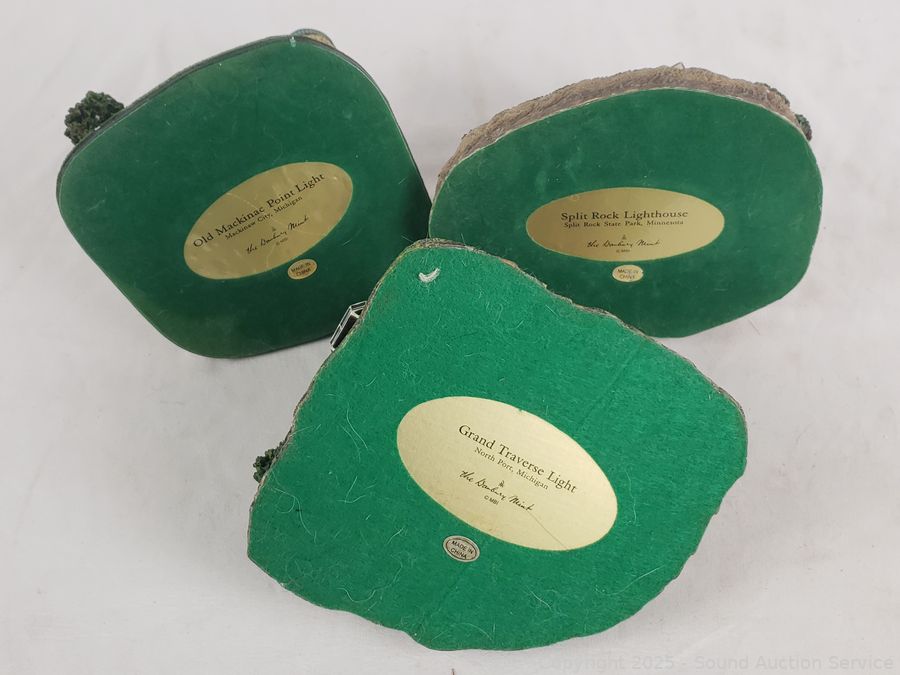 Old Mackinac Point Light
Mackinaw City, Michigan
&
the Danbury Mint
© MBI
MADE IN
CHINA
Split Rock Lighthouse
Split Rock State Park, Minnesota
the Danbury Mint
© MBI
MADE IN
CHINA
Grand Traverse Light
North Port, Michigan
the Danbury Mint
© MBI
MADE IN
CHINA
Copyright 2025 - Sound Auction Service